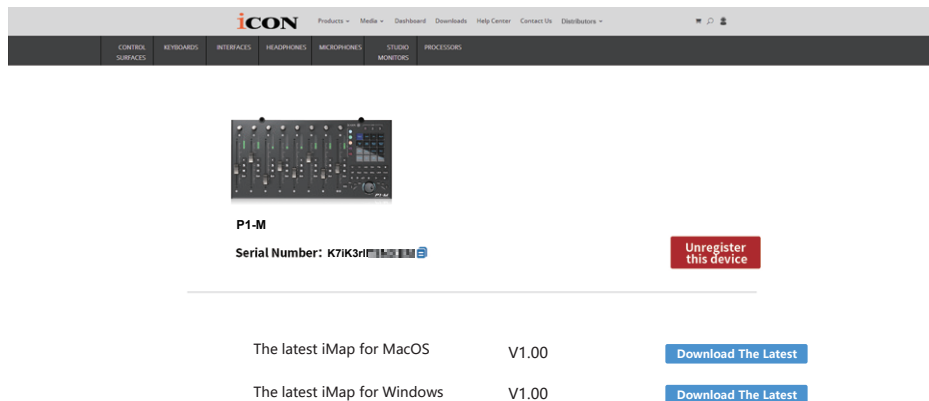 iCON Products Media Dashboard Downloads Help Center Contact Us Distributors
CONTROL SURFACES KEYBOARDS INTERFACES HEADPHONES MICROPHONES STUDIO MONITORS PROCESSORS
P1-M
P1-M
Serial Number: K7iK3rl
Unregister
this device
The latest iMap for MacOS V1.00 Download The Latest
The latest iMap for Windows V1.00 Download The Latest